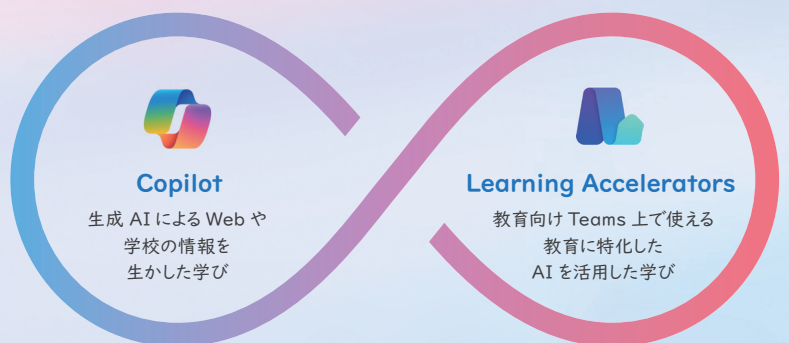 Copilot
生成 AI による Web や
学校の情報を
生かした学び
Learning Accelerators
教育向け Teams 上で使える
教育に特化した
AI を活用した学び